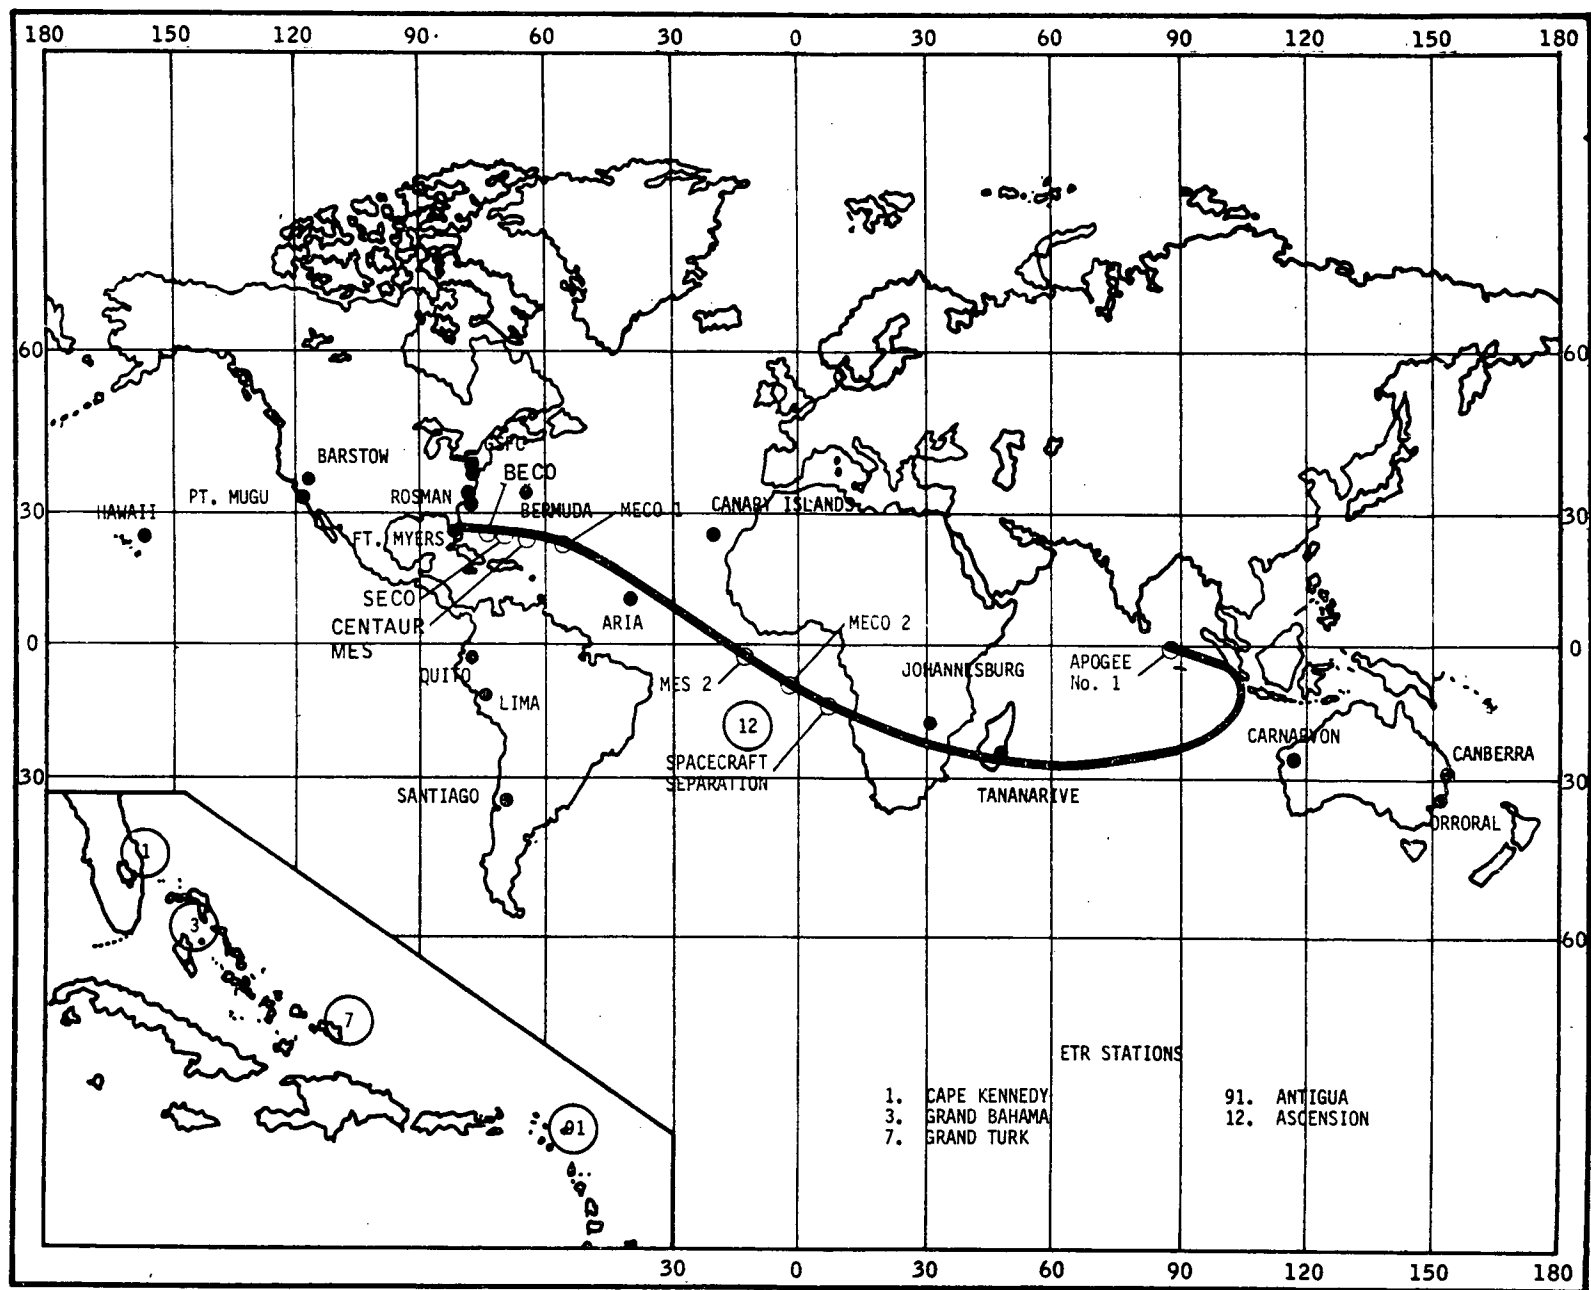 180 150 120 90 60 30 0 30 60 90 120 150 180
60 60
GSFC
BARSTOW
BECO
PT. MUGU
ROSMAN
HAWAII
BERMUDA
MECO 1
CANARY ISLANDS
30 30
FT. MYERS
SECO
ARIA
CENTAUR
MES
MECO 2
0 0
QUITO
MES 2
JOHANNESBURG
APOGEE
No. 1
LIMA
12
CARNARVON
SPACECRAFT
SEPARATION
CANBERRA
30 30
SANTIAGO
TANANARIVE
ORRORAL
1
3
60
7
ETR STATIONS
1. CAPE KENNEDY 91. ANTIGUA
3. GRAND BAHAMA 12. ASCENSION
7. GRAND TURK
91
30 0 30 60 90 120 150 180